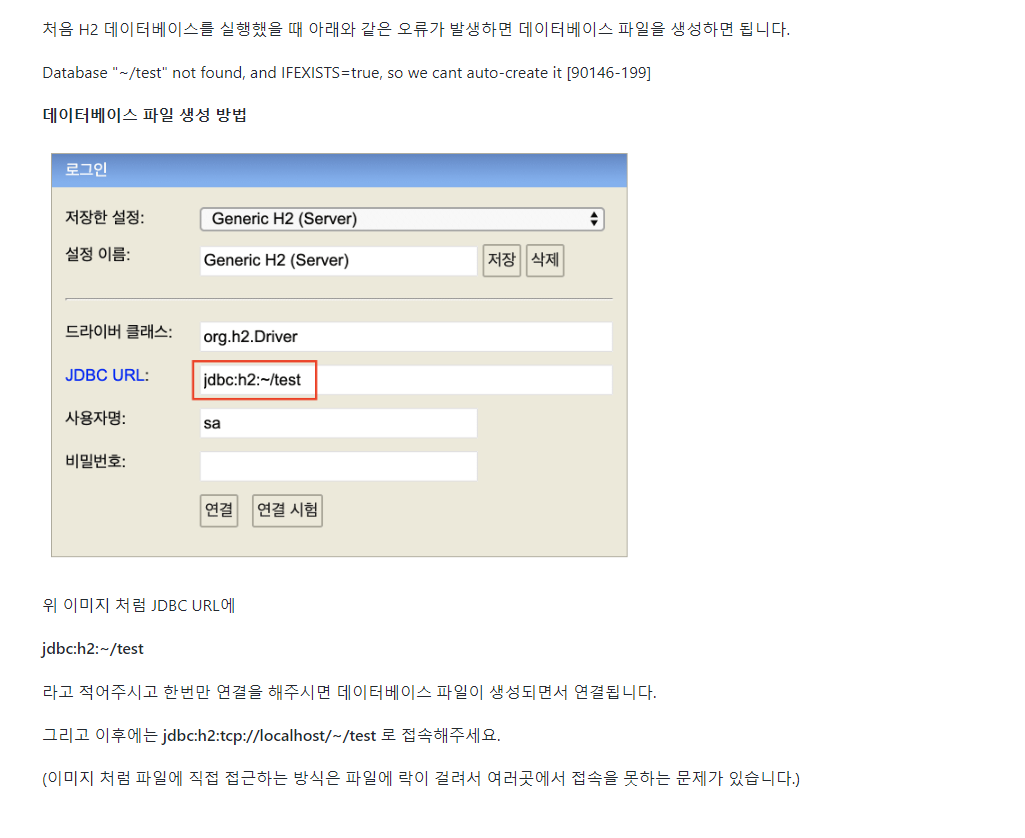 처음 H2 데이터베이스를 실행했을 때 아래와 같은 오류가 발생하면 데이터베이스 파일을 생성하면 됩니다.
Database "~/test" not found, and IFEXISTS=true, so we cant auto-create it [90146-199]
데이터베이스 파일 생성 방법
로그인
저장한 설정: Generic H2 (Server)
설정 이름: Generic H2 (Server) 저장 삭제
드라이버 클래스: org.h2.Driver
JDBC URL: jdbc:h2:~/test
사용자명: sa
비밀번호:
연결 연결 시험
위 이미지 처럼 JDBC URL에
jdbc:h2:~/test
라고 적어주시고 한번만 연결을 해주시면 데이터베이스 파일이 생성되면서 연결됩니다.
그리고 이후에는 jdbc:h2:tcp://localhost/~/test 로 접속해주세요.
(이미지 처럼 파일에 직접 접근하는 방식은 파일에 락이 걸려서 여러곳에서 접속을 못하는 문제가 있습니다.)